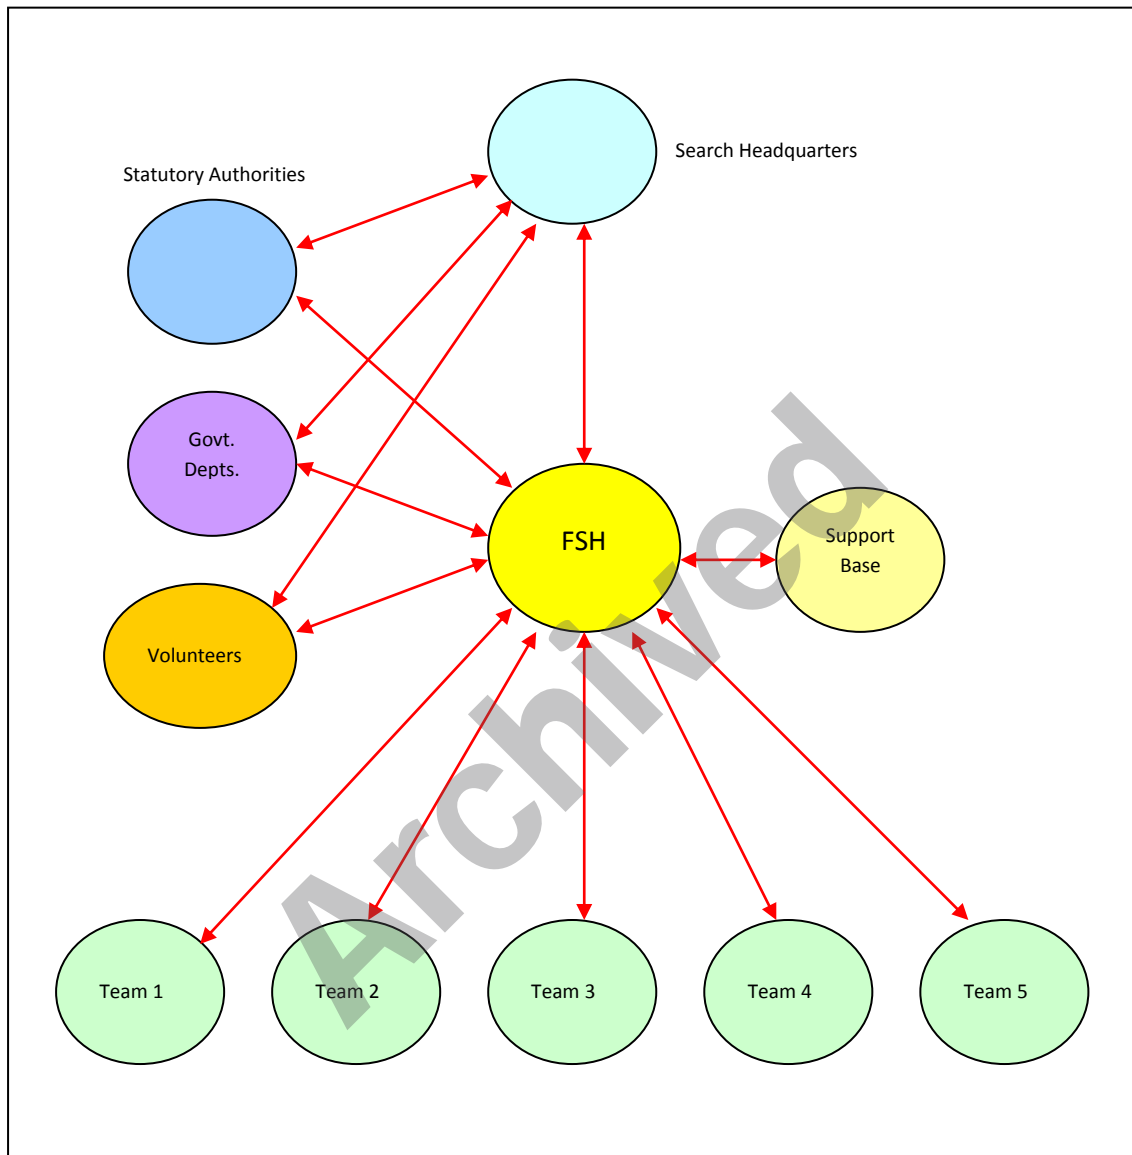 Search Headquarters
Statutory Authorities
Govt.
Depts.
FSH
Support
Base
Volunteers
Archived
Team 1
Team 2
Team 3
Team 4
Team 5